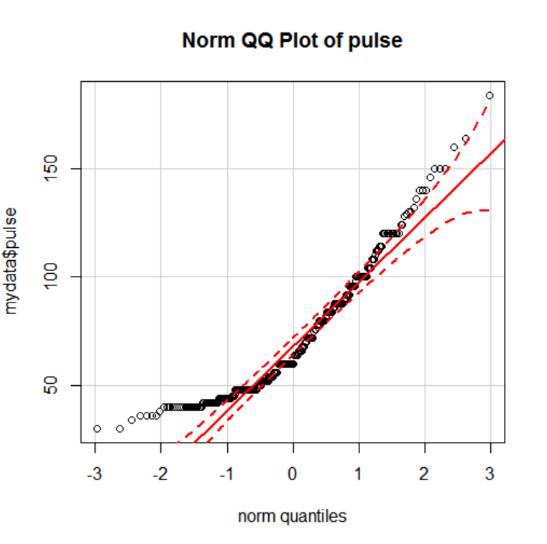 Norm QQ Plot of pulse
mydata$pulse
150
100
50
-3 -2 -1 0 1 2 3
norm quantiles